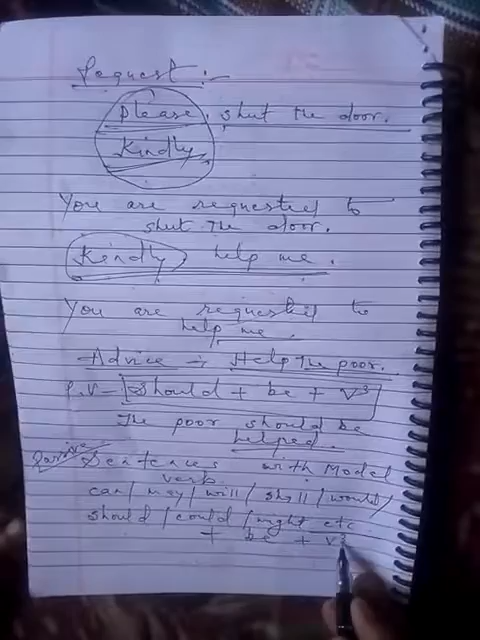 Request :-
Please, shut the door.
Kindly
You are requested to
shut the door.
Kindly help me.
You are requested to
help me.
Advice :- Help the poor.
P.V - [should + be + V3]
The poor should be
helped.
Passive Sentences with Model
verb.
can/ may/ will/ shall/ would/
should / could / might etc
+ be + V3